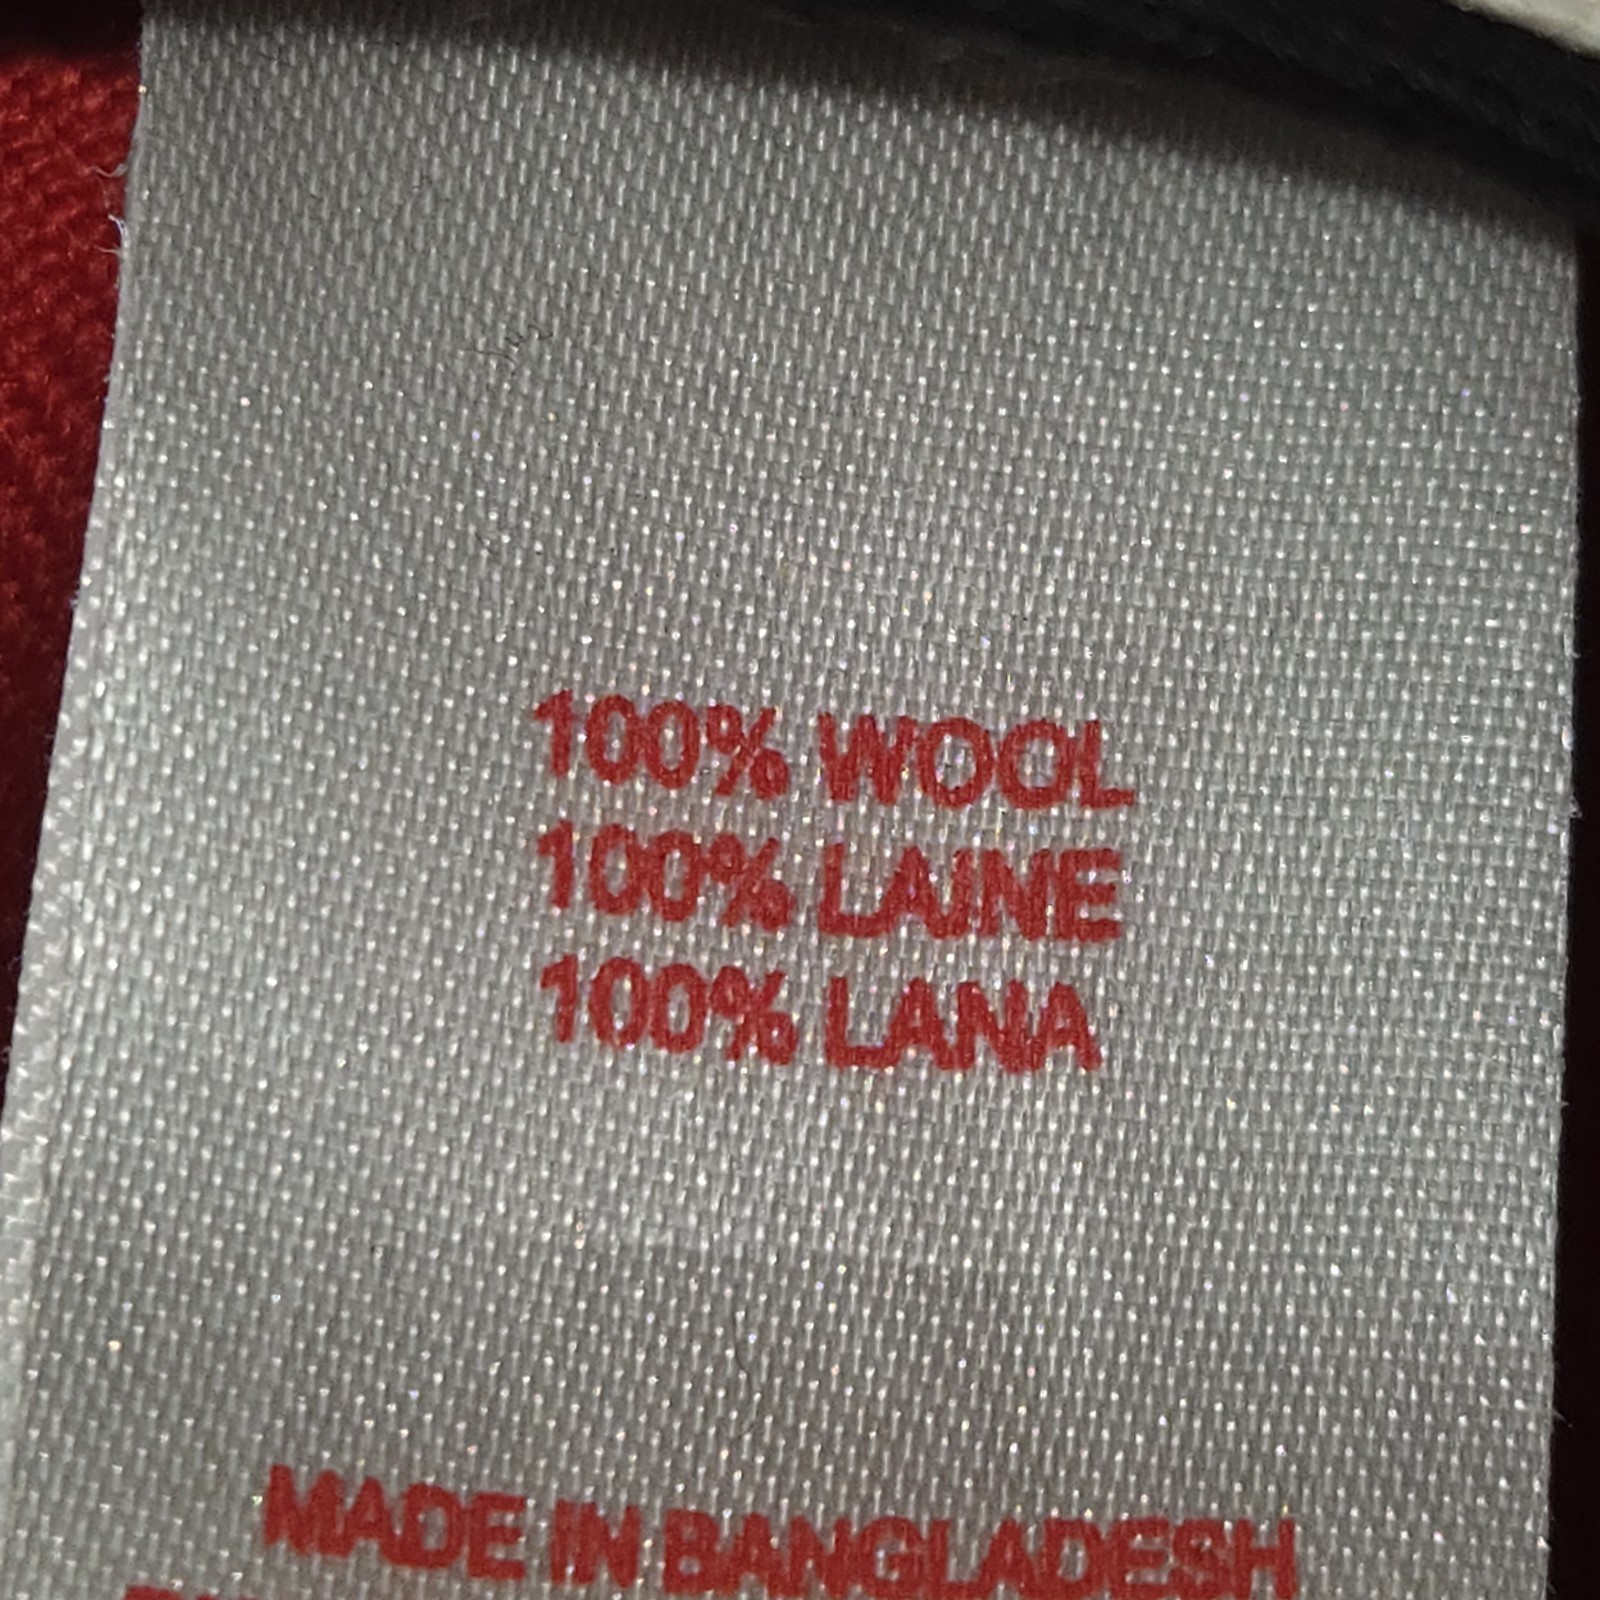 100% WOOL
100% LAINE
100% LANA
MADE IN BANGLADESH